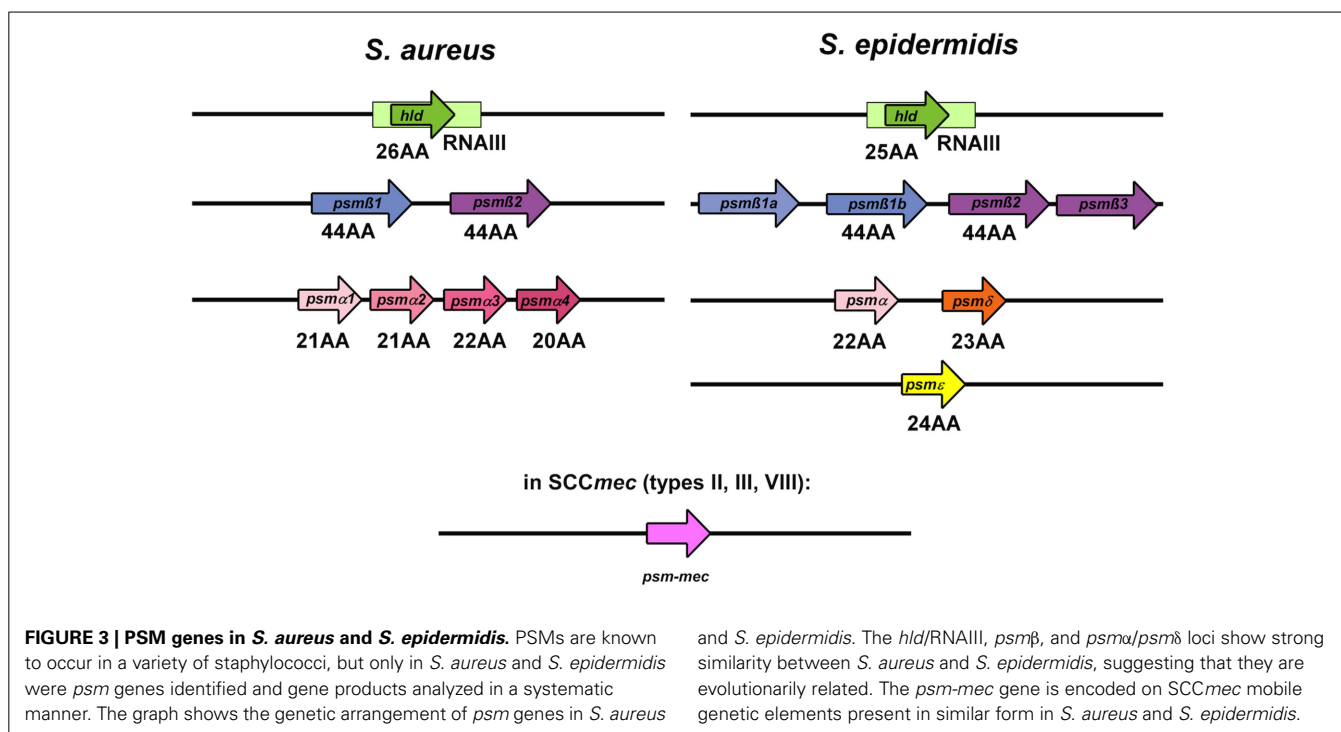 S. aureus
hld
26AA
RNAIII
psmß1
psmß2
44AA
44AA
psmα1
psmα2
psmα3
psmα4
21AA
21AA
22AA
20AA
S. epidermidis
hld
25AA
RNAIII
psmß1a
psmß1b
psmß2
psmß3
44AA
44AA
psmα
psmδ
22AA
23AA
psmε
24AA
in SCCmec (types II, III, VIII):
psm-mec
FIGURE 3 | PSM genes in S. aureus and S. epidermidis. PSMs are known
to occur in a variety of staphylococci, but only in S. aureus and S. epidermidis
were psm genes identified and gene products analyzed in a systematic
manner. The graph shows the genetic arrangement of psm genes in S. aureus
and S. epidermidis. The hld/RNAIII, psmβ, and psmα/psmδ loci show strong
similarity between S. aureus and S. epidermidis, suggesting that they are
evolutionarily related. The psm-mec gene is encoded on SCCmec mobile
genetic elements present in similar form in S. aureus and S. epidermidis.